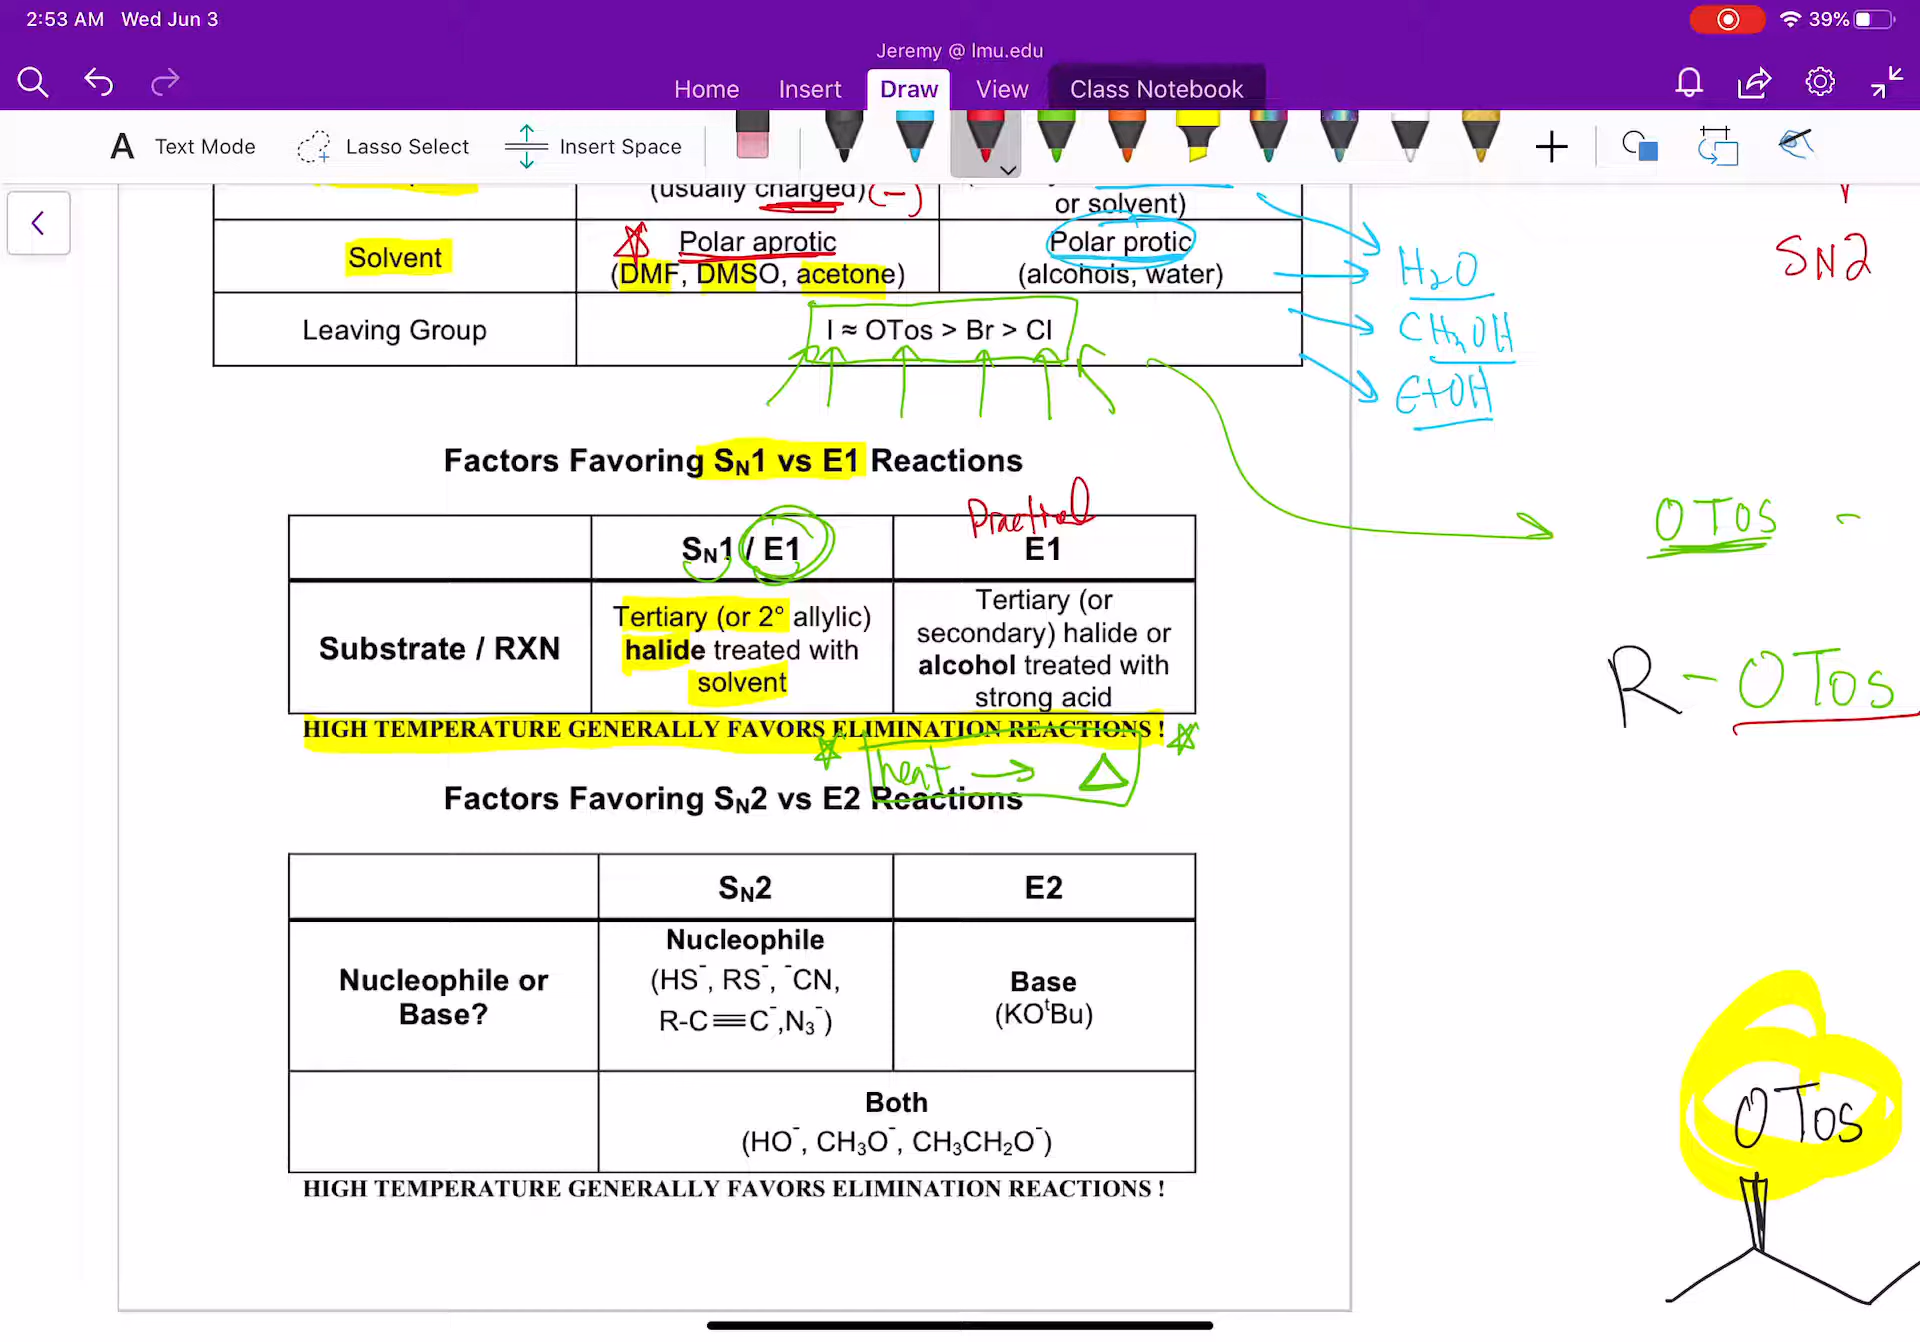 2:53 AM Wed Jun 3
39%
Jeremy @ lmu.edu
Home Insert Draw View Class Notebook
A Text Mode Lasso Select Insert Space
(usually charged) (-)
or solvent)
Solvent
Polar aprotic
(DMF, DMSO, acetone)
Polar protic
(alcohols, water)
H₂O
SN2
Leaving Group
I ≈ OTos > Br > Cl
CH₃OH
EtOH
Factors Favoring SN1 vs E1 Reactions
Practical
SN1 / E1
E1
OTOS -
Substrate / RXN
Tertiary (or 2° allylic)
halide treated with
solvent
Tertiary (or
secondary) halide or
alcohol treated with
strong acid
R-OTos
HIGH TEMPERATURE GENERALLY FAVORS ELIMINATION REACTIONS !
heat → △
Factors Favoring SN2 vs E2 Reactions
SN2
E2
Nucleophile or
Base?
Nucleophile
(HS⁻, RS⁻, ⁻CN,
R-C≡C⁻,N₃⁻)
Base
(KOᵗBu)
Both
(HO⁻, CH₃O⁻, CH₃CH₂O⁻)
OTos
HIGH TEMPERATURE GENERALLY FAVORS ELIMINATION REACTIONS !